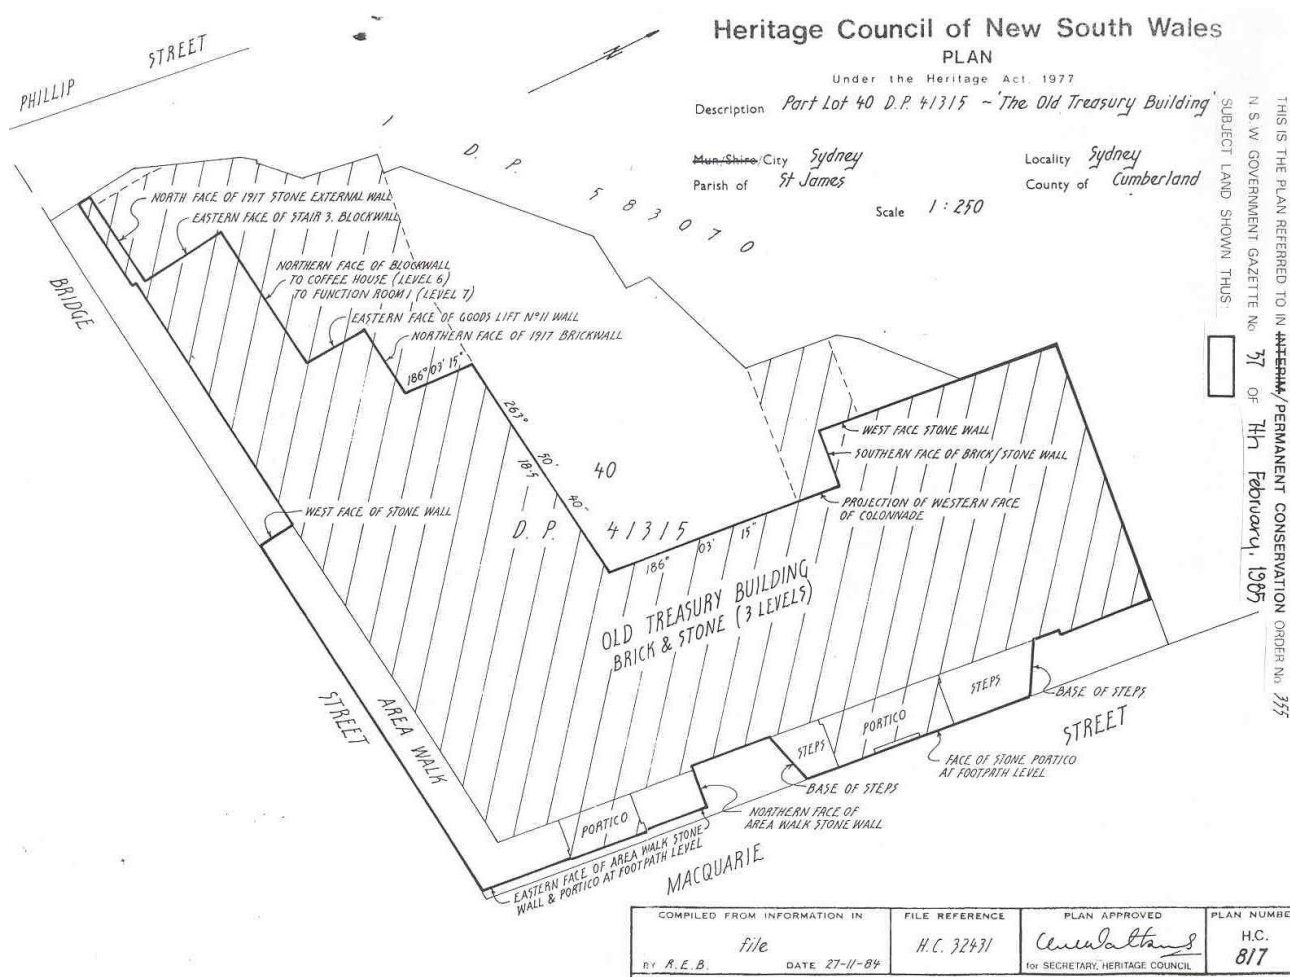 Heritage Council of New South Wales
PLAN
Under the Heritage Act, 1977
Description Part Lot 40 D.P. 41315 ~ 'The Old Treasury Building'
Mun/Shire/City Sydney
Locality Sydney
Parish of St James
County of Cumberland
Scale 1 : 250
THIS IS THE PLAN REFERRED TO IN INTERIM/PERMANENT CONSERVATION ORDER No 355
N.S.W GOVERNMENT GAZETTE No 37 OF 7th February, 1985
SUBJECT LAND SHOWN THUS:
PHILLIP STREET
N
1
D. P. 583070
NORTH FACE OF 1917 STONE EXTERNAL WALL
EASTERN FACE OF STAIR 3. BLOCKWALL
NORTHERN FACE OF BLOCKWALL
TO COFFEE HOUSE (LEVEL 6)
TO FUNCTION ROOM 1 (LEVEL 7)
EASTERN FACE OF GOODS LIFT Nº11 WALL
NORTHERN FACE OF 1917 BRICKWALL
186° 03' 15"
263° 50' 40"
18·5
40
D. P. 41315
WEST FACE STONE WALL
SOUTHERN FACE OF BRICK/STONE WALL
PROJECTION OF WESTERN FACE
OF COLONNADE
186° 03' 15"
WEST FACE OF STONE WALL
OLD TREASURY BUILDING
BRICK & STONE (3 LEVELS)
BRIDGE STREET
AREA WALK
STEPS
BASE OF STEPS
PORTICO
FACE OF STONE PORTICO
AT FOOTPATH LEVEL
STEPS
BASE OF STEPS
NORTHERN FACE OF
AREA WALK STONE WALL
PORTICO
EASTERN FACE OF AREA WALK STONE
WALL & PORTICO AT FOOTPATH LEVEL
MACQUARIE STREET
COMPILED FROM INFORMATION IN
file
BY R.E.B. DATE 27-11-84
FILE REFERENCE
H.C. 32431
PLAN APPROVED
for SECRETARY, HERITAGE COUNCIL
PLAN NUMBE
H.C.
817